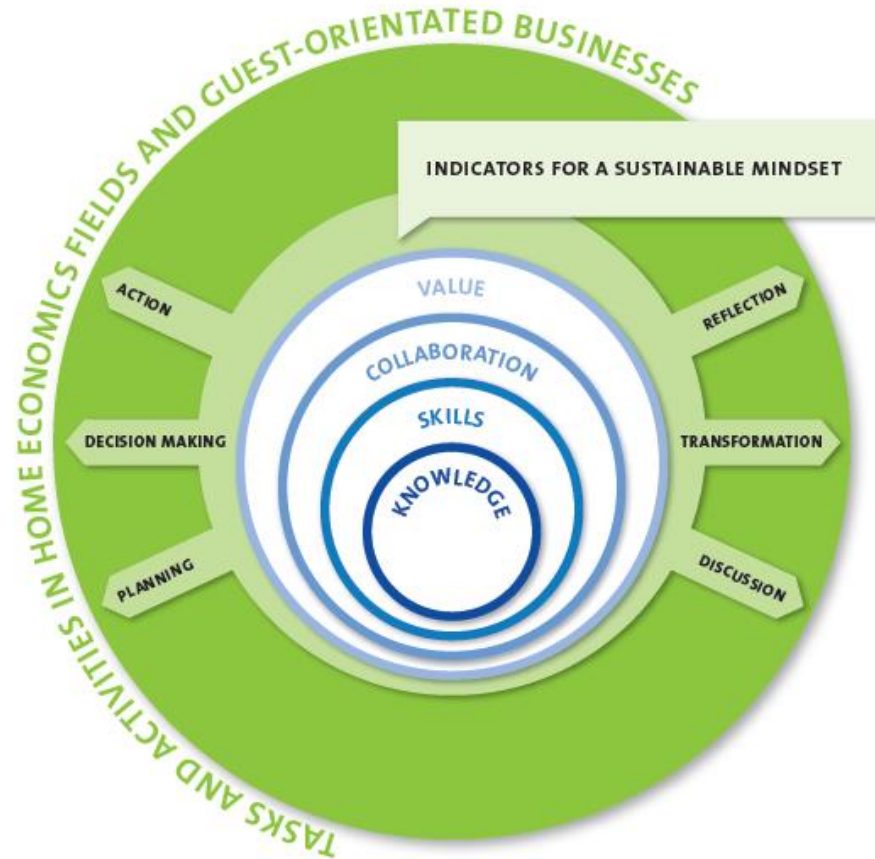 TASKS AND ACTIVITIES IN HOME ECONOMICS FIELDS AND GUEST-ORIENTATED BUSINESSES
INDICATORS FOR A SUSTAINABLE MINDSET
VALUE
COLLABORATION
SKILLS
KNOWLEDGE
ACTION
DECISION MAKING
PLANNING
REFLECTION
TRANSFORMATION
DISCUSSION